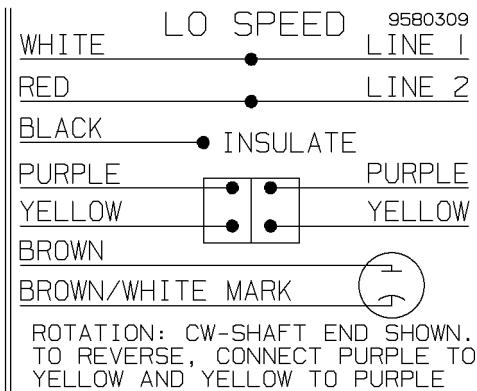 LO SPEED 9580309
WHITE LINE 1
RED LINE 2
BLACK INSULATE
PURPLE PURPLE
YELLOW YELLOW
BROWN
BROWN/WHITE MARK
ROTATION: CW-SHAFT END SHOWN.
TO REVERSE, CONNECT PURPLE TO
YELLOW AND YELLOW TO PURPLE